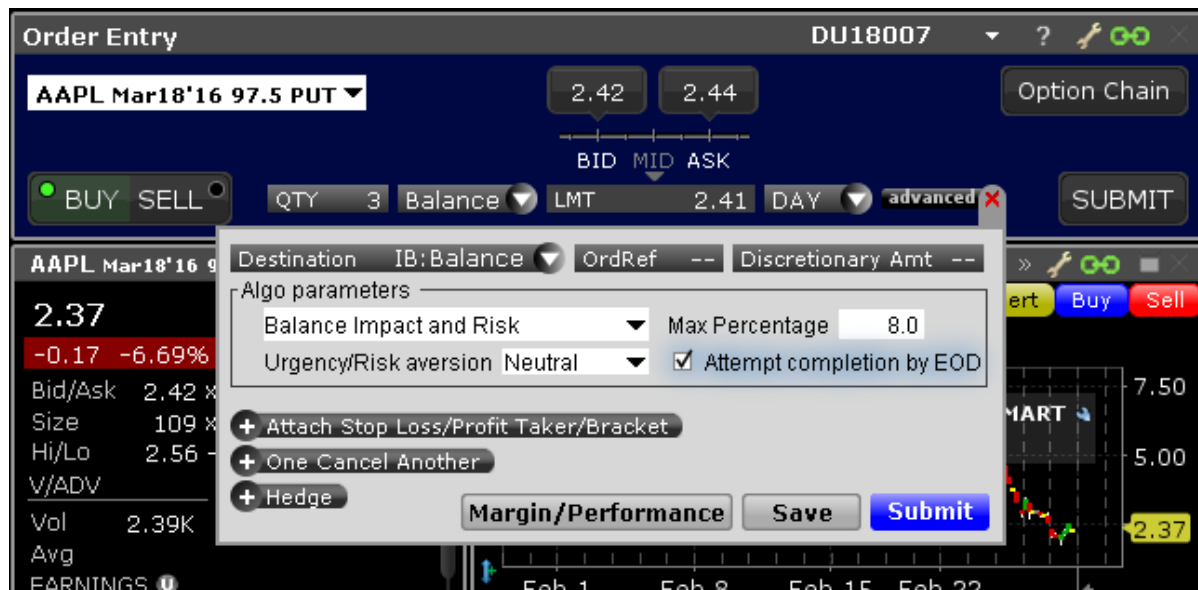 Order Entry DU18007 ?
AAPL Mar18'16 97.5 PUT 2.42 2.44 Option Chain
BID MID ASK
BUY SELL QTY 3 Balance LMT 2.41 DAY advanced SUBMIT
AAPL Mar18'16 »
Destination IB:Balance OrdRef -- Discretionary Amt --
Algo parameters
2.37 Buy Sell
Balance Impact and Risk Max Percentage 8.0
-0.17 -6.69% Urgency/Risk aversion Neutral Attempt completion by EOD
Bid/Ask 2.42 x 7.50
Size 109 x Attach Stop Loss/Profit Taker/Bracket
Hi/Lo 2.56 - One Cancel Another 5.00
V/ADV Hedge
Margin/Performance Save Submit
Vol 2.39K 2.37
Avg
EARNINGS U Feb 1 Feb 8 Feb 15 Feb 22